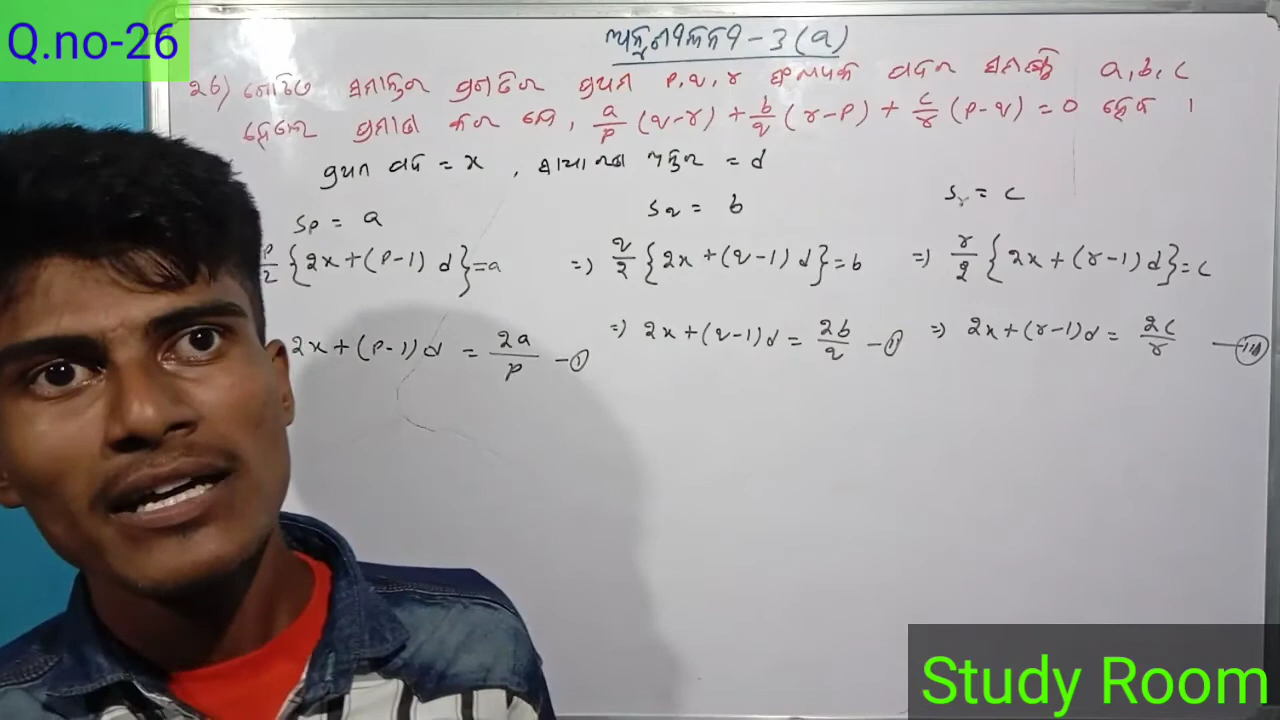 Q.no-26
ଅନୁଶୀଳନୀ - 3(a)
26) ଗୋଟିଏ ସମାନ୍ତର ପ୍ରଗତିର ପ୍ରଥମ P, q, r ସଂଖ୍ୟକ ପଦର ସମଷ୍ଟି a, b, c
ହେଲେ ପ୍ରମାଣ କର ଯେ, a/p (q-r) + b/q (r-p) + c/r (p-q) = 0 ହେବ ।
ପ୍ରଥମ ପଦ = x , ସାଧାରଣ ଅନ୍ତର = d
Sp = a
Sq = b
Sr = c
P/2 {2x+(P-1) d}=a
=) q/2 {2x+(q-1) d}=b
=) r/2 {2x+(r-1) d}=c
2x+(P-1) d = 2a/P -①
=) 2x+(q-1) d = 2b/q -①
=) 2x+(r-1) d = 2c/r -(III)
Study Room